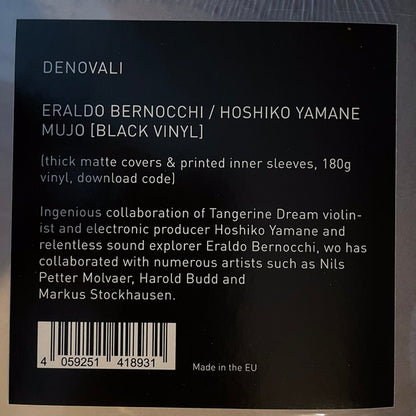 DENOVALI
ERALDO BERNOCCHI / HOSHIKO YAMANE
MUJO [BLACK VINYL]
(thick matte covers & printed inner sleeves, 180g
vinyl, download code)
Ingenious collaboration of Tangerine Dream violin-
ist and electronic producer Hoshiko Yamane and
relentless sound explorer Eraldo Bernocchi, wo has
collaborated with numerous artists such as Nils
Petter Molvaer, Harold Budd and
Markus Stockhausen.
4 059251 418931
Made in the EU